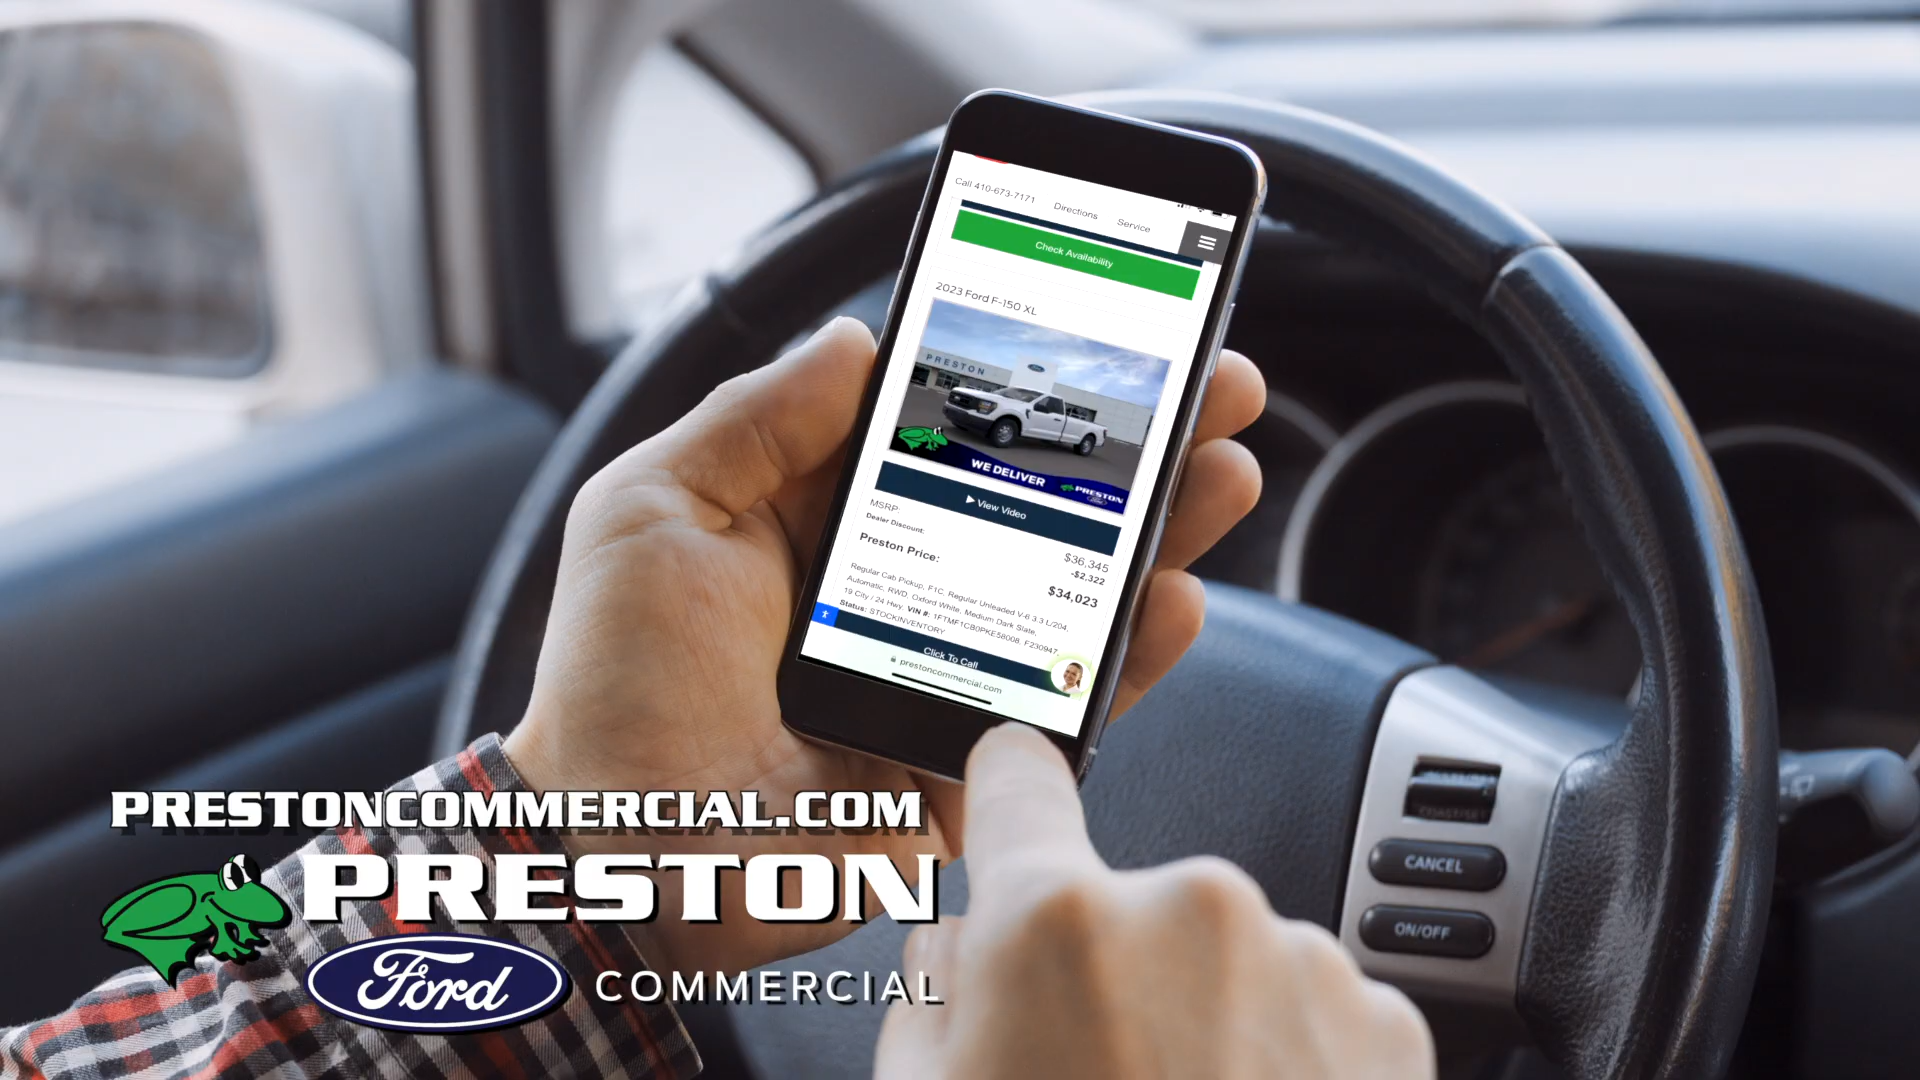 Call 410-673-7171 Directions Service
Check Availability
2023 Ford F-150 XL
PRESTON
WE DELIVER
PRESTON
View Video
MSRP: $36,345
Dealer Discount: -$2,322
Preston Price: $34,023
Regular Cab Pickup, F1C, Regular Unleaded V-6 3.3 L/204,
Automatic, RWD, Oxford White, Medium Dark Slate,
19 City / 24 Hwy, VIN #: 1FTMF1CB0PKE58008, F230947,
Status: STOCKINVENTORY
Click To Call
prestoncommercial.com
CANCEL
ON/OFF
PRESTONCOMMERCIAL.COM
PRESTON
Ford COMMERCIAL